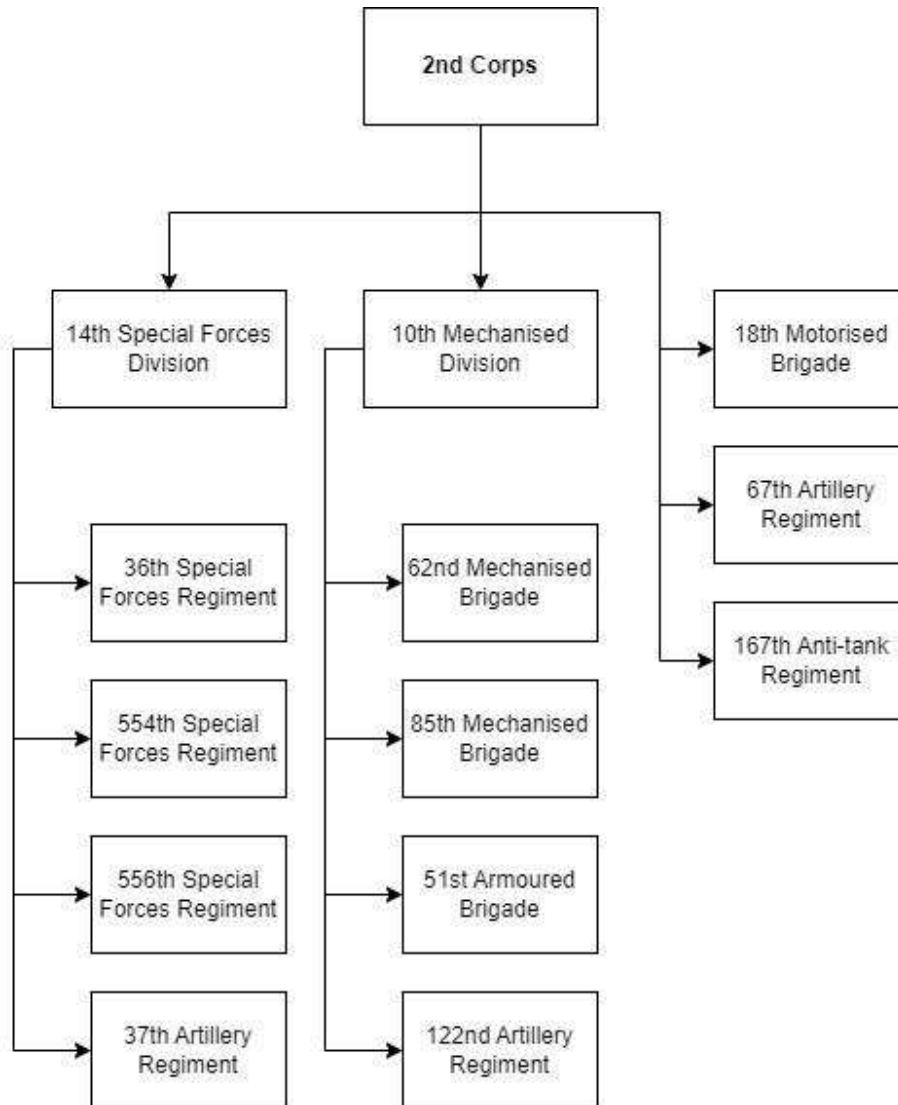 2nd Corps
14th Special Forces
Division
10th Mechanised
Division
18th Motorised
Brigade
67th Artillery
Regiment
167th Anti-tank
Regiment
36th Special
Forces Regiment
554th Special
Forces Regiment
556th Special
Forces Regiment
37th Artillery
Regiment
62nd Mechanised
Brigade
85th Mechanised
Brigade
51st Armoured
Brigade
122nd Artillery
Regiment